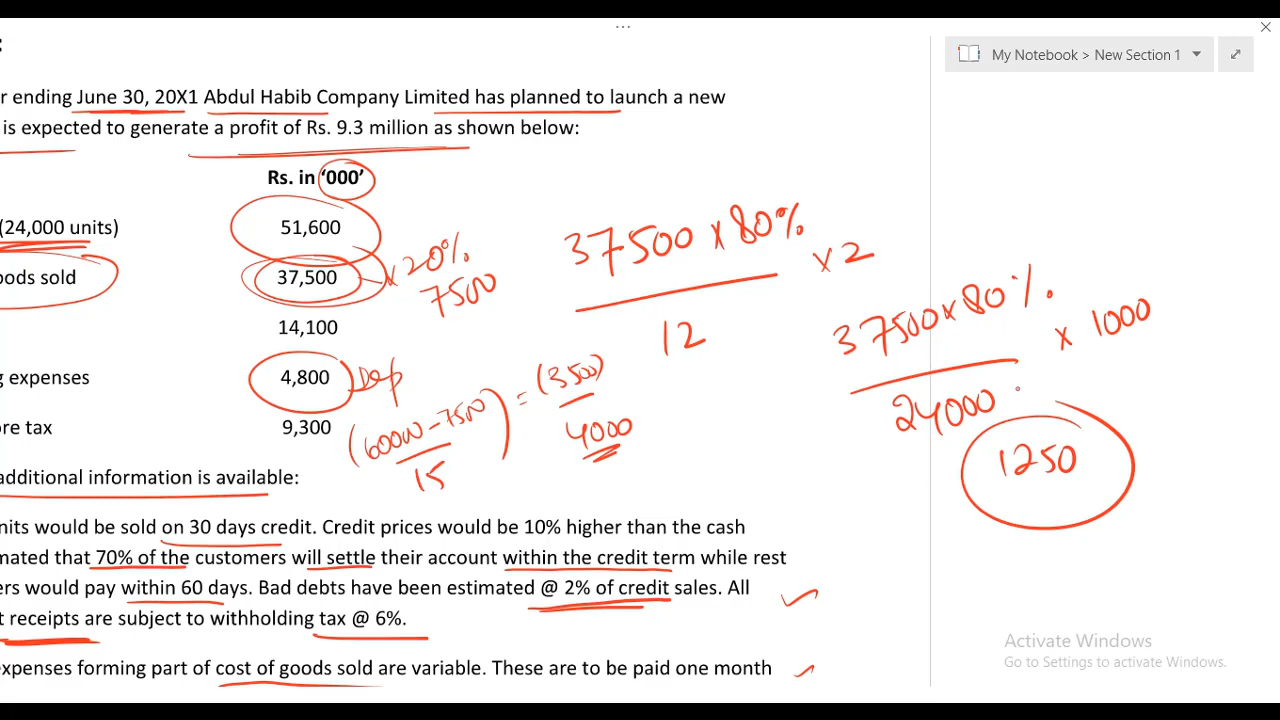 :
My Notebook > New Section 1
r ending June 30, 20X1 Abdul Habib Company Limited has planned to launch a new
is expected to generate a profit of Rs. 9.3 million as shown below:
Rs. in '000'
(24,000 units) 51,600
oods sold 37,500
x 20%
7500
14,100
g expenses 4,800 Dep
ore tax 9,300
(60000 - 7500) = (3500)
15 4000
37500 x 80% x 2
12
37500 x 80% x 1000
24000
1250
additional information is available:
nits would be sold on 30 days credit. Credit prices would be 10% higher than the cash
mated that 70% of the customers will settle their account within the credit term while rest
ers would pay within 60 days. Bad debts have been estimated @ 2% of credit sales. All
t receipts are subject to withholding tax @ 6%.
expenses forming part of cost of goods sold are variable. These are to be paid one month
Activate Windows
Go to Settings to activate Windows.